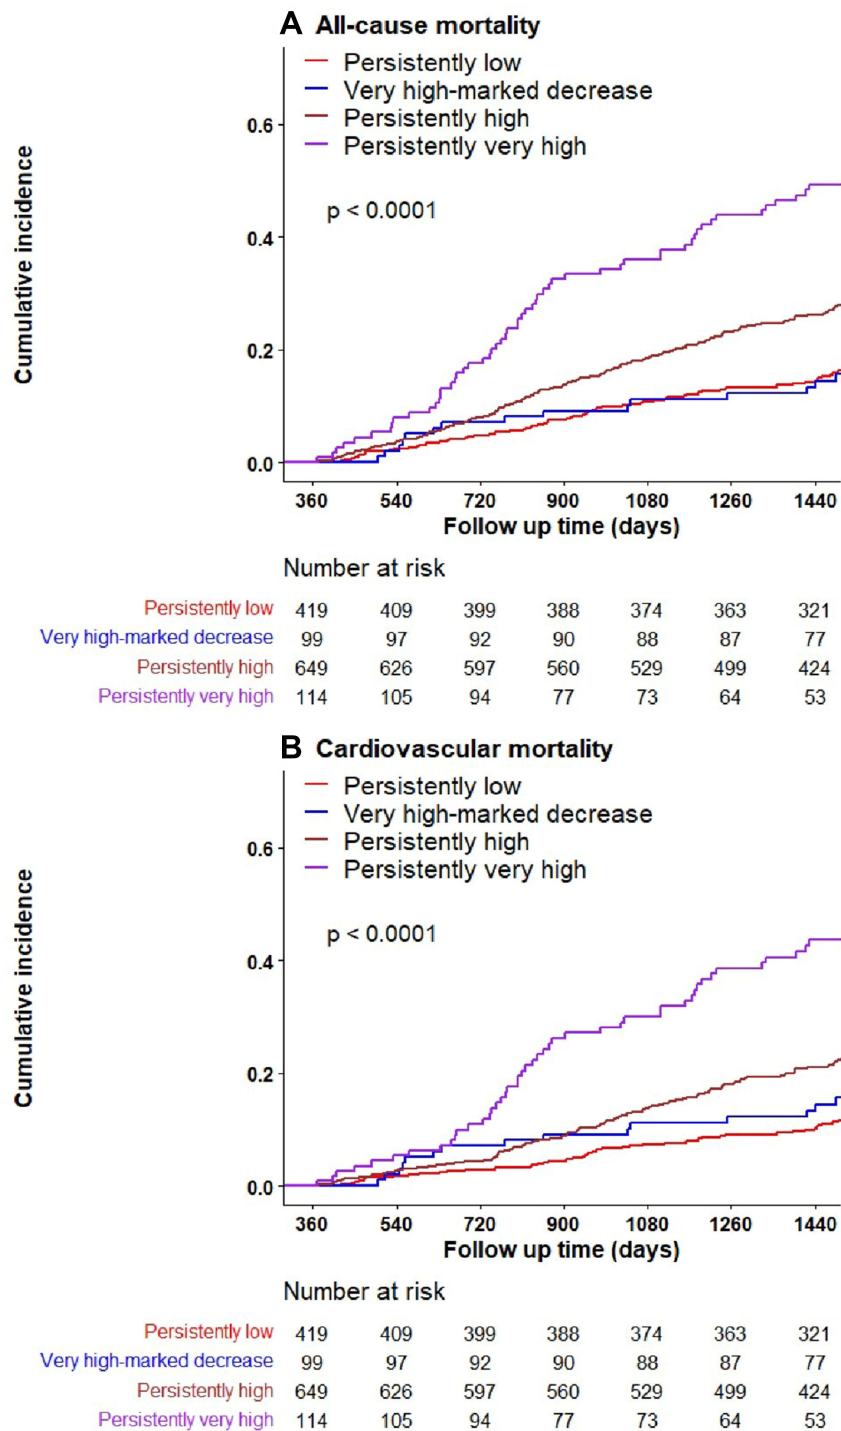 A All-cause mortality
Persistently low
Very high-marked decrease
Persistently high
Persistently very high
p < 0.0001
Cumulative incidence
0.6
0.4
0.2
0.0
360 540 720 900 1080 1260 1440
Follow up time (days)
Number at risk
Persistently low 419 409 399 388 374 363 321
Very high-marked decrease 99 97 92 90 88 87 77
Persistently high 649 626 597 560 529 499 424
Persistently very high 114 105 94 77 73 64 53
B Cardiovascular mortality
Persistently low
Very high-marked decrease
Persistently high
Persistently very high
p < 0.0001
Cumulative incidence
0.6
0.4
0.2
0.0
360 540 720 900 1080 1260 1440
Follow up time (days)
Number at risk
Persistently low 419 409 399 388 374 363 321
Very high-marked decrease 99 97 92 90 88 87 77
Persistently high 649 626 597 560 529 499 424
Persistently very high 114 105 94 77 73 64 53